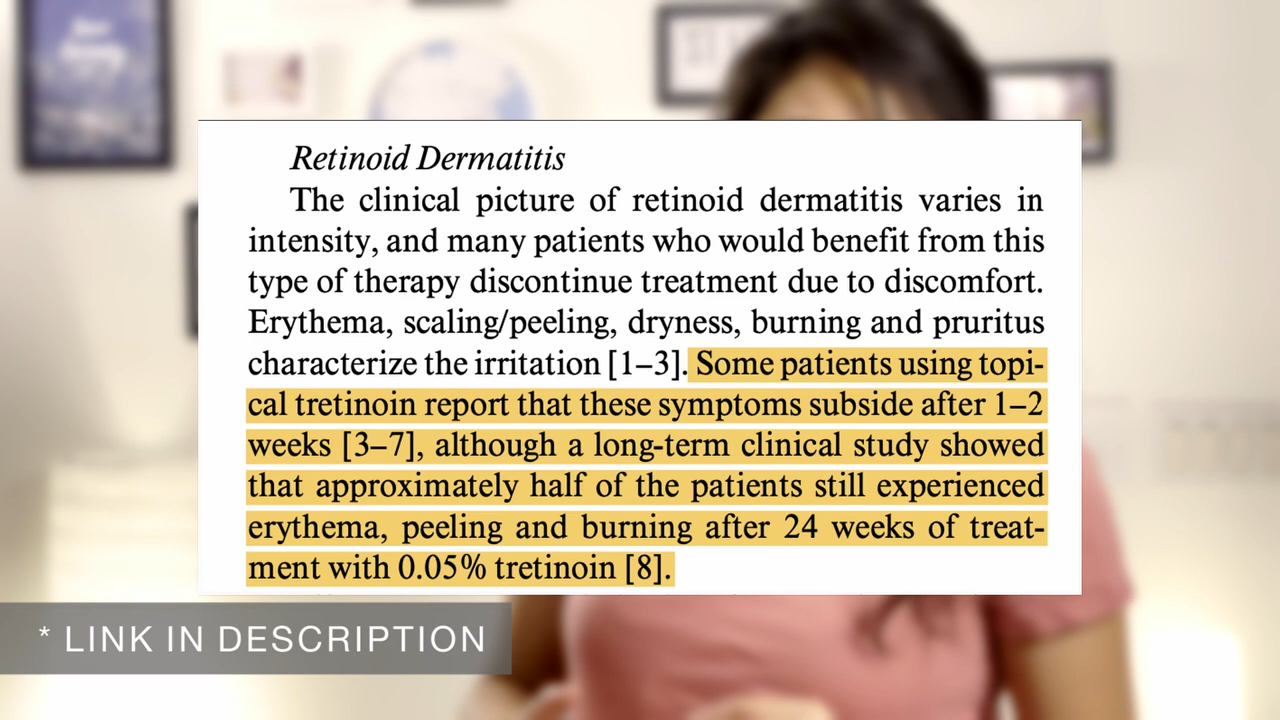 Retinoid Dermatitis
The clinical picture of retinoid dermatitis varies in
intensity, and many patients who would benefit from this
type of therapy discontinue treatment due to discomfort.
Erythema, scaling/peeling, dryness, burning and pruritus
characterize the irritation [1–3]. Some patients using topi-
cal tretinoin report that these symptoms subside after 1–2
weeks [3–7], although a long-term clinical study showed
that approximately half of the patients still experienced
erythema, peeling and burning after 24 weeks of treat-
ment with 0.05% tretinoin [8].
* LINK IN DESCRIPTION